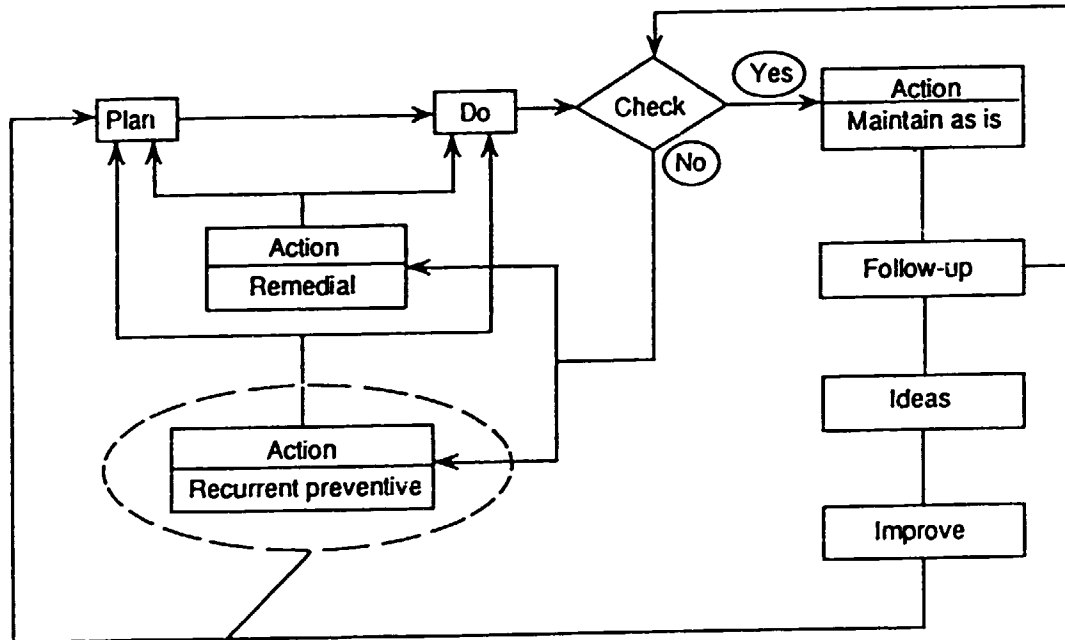 Yes
Action
Maintain as is
Plan
Do
Check
No
Action
Remedial
Follow-up
Ideas
Action
Recurrent preventive
Improve